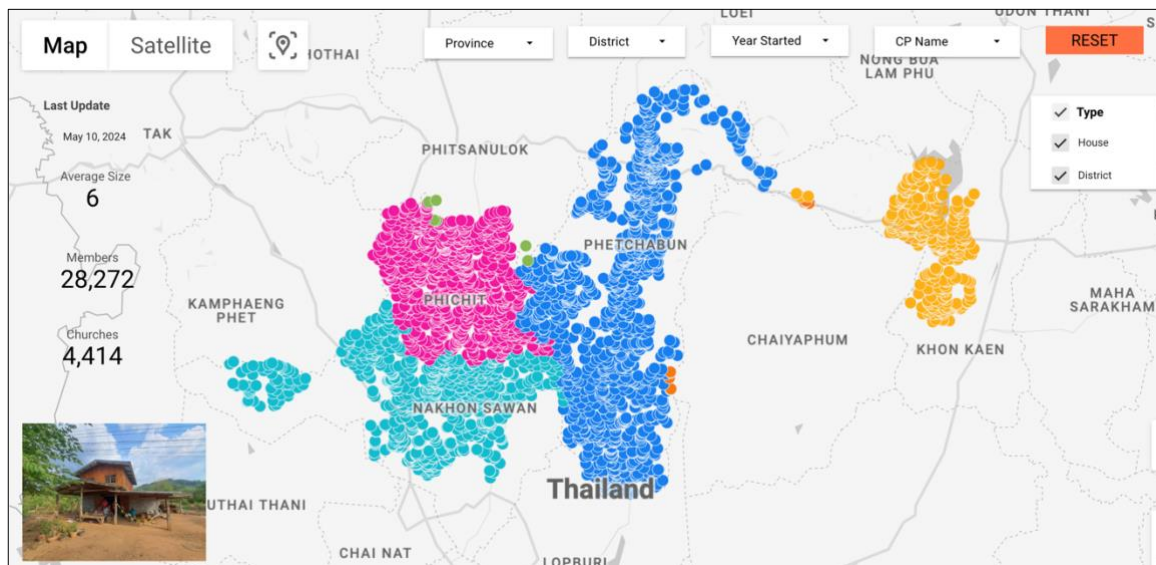 LOEI
UDON THANI
Map
Satellite
HOTHAI
Province
District
Year Started
CP Name
RESET
NONG BUA
LAM PHU
Last Update
May 10, 2024
TAK
PHITSANULOK
Type
House
District
Average Size
6
PHETCHABUN
Members
28,272
KAMPHAENG
PHET
PHICHIT
MAHA
SARAKHAM
Churches
4,414
CHAIYAPHUM
KHON KAEN
NAKHON SAWAN
Thailand
UTHAI THANI
CHAI NAT
LOPBURI